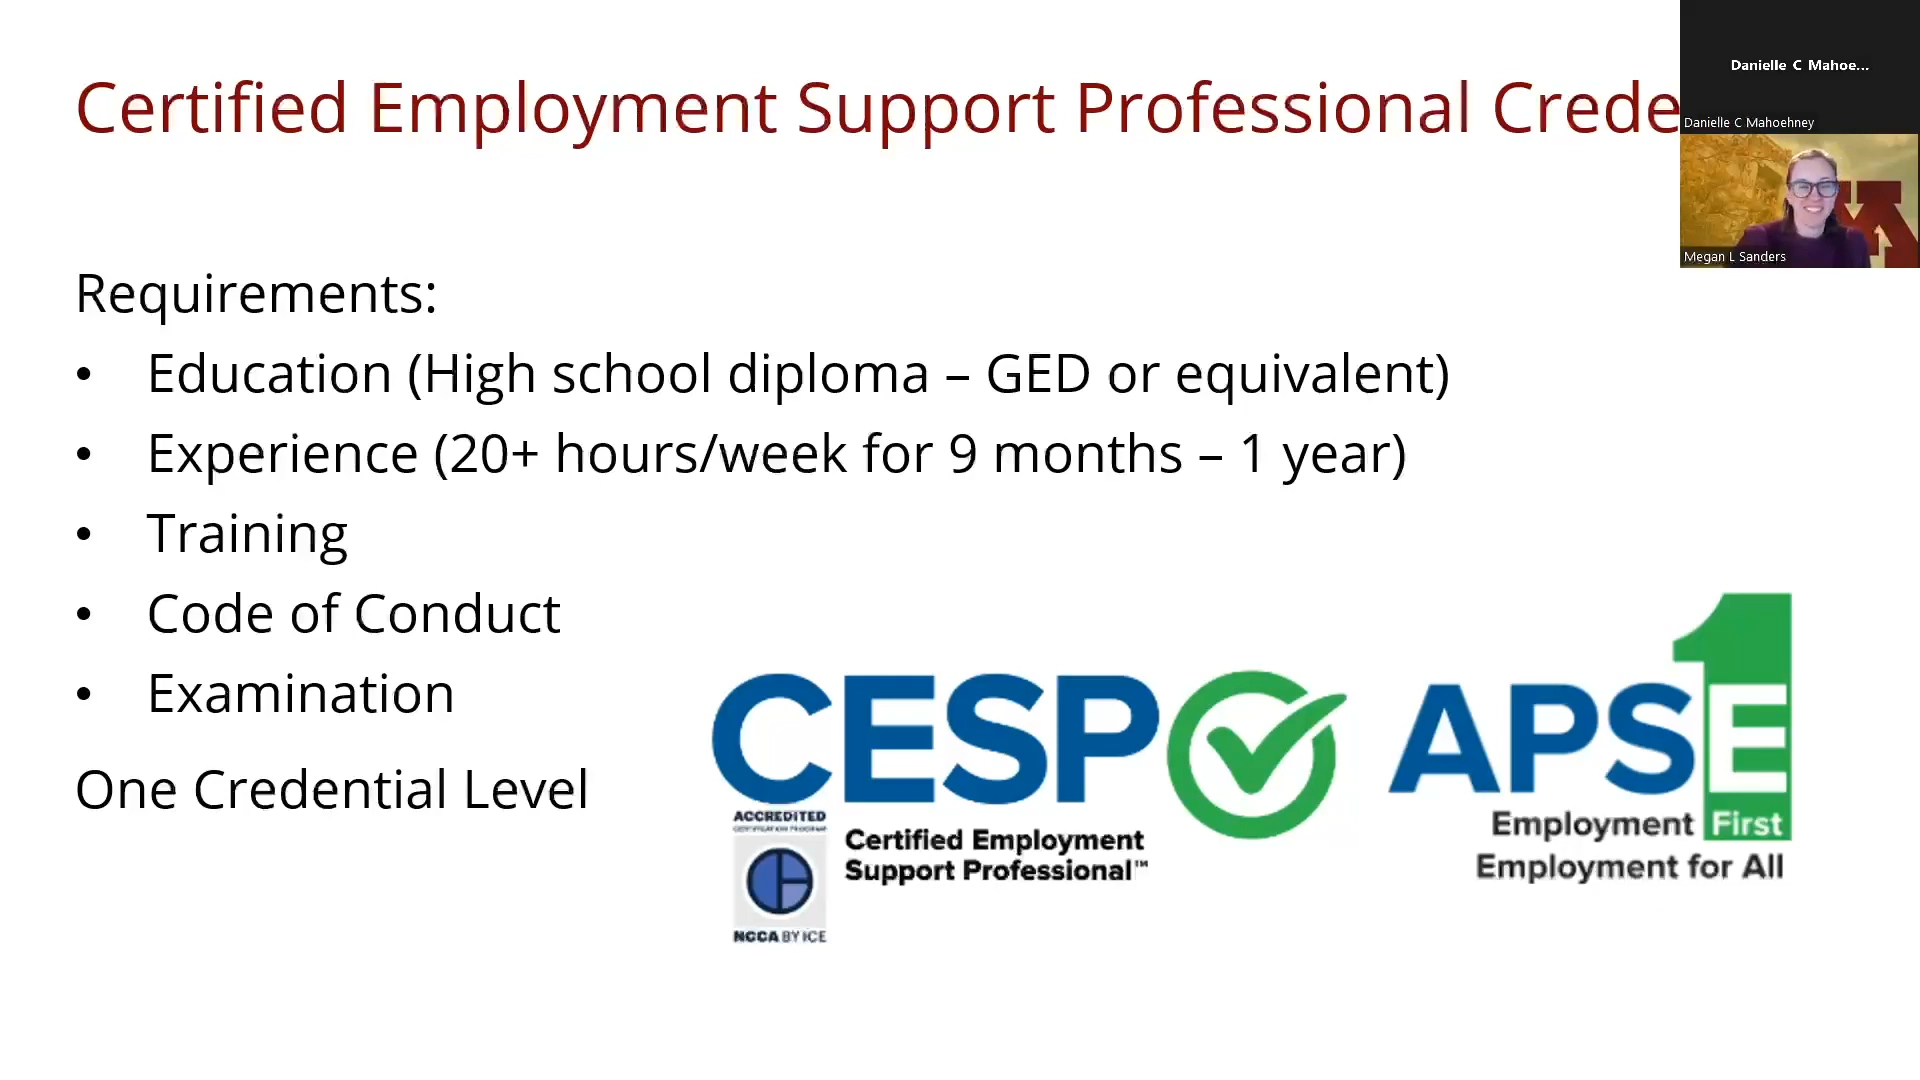 Certified Employment Support Professional Crede
Danielle C Mahoe...
Danielle C Mahoehney
Megan L Sanders
Requirements:
• Education (High school diploma – GED or equivalent)
• Experience (20+ hours/week for 9 months – 1 year)
• Training
• Code of Conduct
• Examination
One Credential Level
CESP
ACCREDITED
CERTIFICATION PROGRAM
NCCA BY ICE
Certified Employment
Support Professional™
1
APSE
Employment First
Employment for All